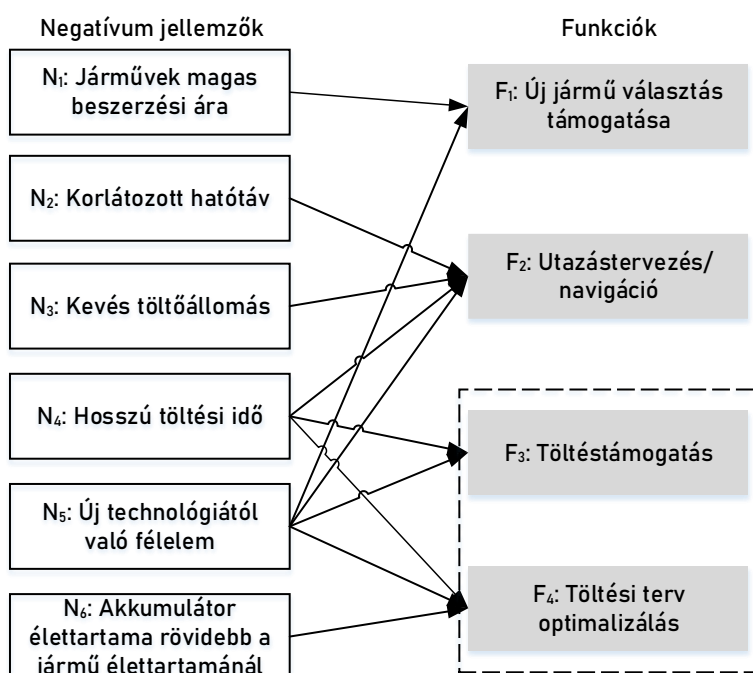 Negatívum jellemzők
N₁: Járművek magas
beszerzési ára
N₂: Korlátozott hatótáv
N₃: Kevés töltőállomás
N₄: Hosszú töltési idő
N₅: Új technológiától
való félelem
N₆: Akkumulátor
élettartama rövidebb a
jármű élettartamánál
Funkciók
F₁: Új jármű választás
támogatása
F₂: Utazástervezés/
navigáció
F₃: Töltéstámogatás
F₄: Töltési terv
optimalizálás